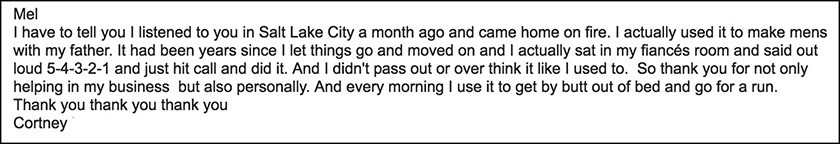 Mel
I have to tell you I listened to you in Salt Lake City a month ago and came home on fire. I actually used it to make mens
with my father. It had been years since I let things go and moved on and I actually sat in my fiancés room and said out
loud 5-4-3-2-1 and just hit call and did it. And I didn't pass out or over think it like I used to.  So thank you for not only
helping in my business  but also personally. And every morning I use it to get by butt out of bed and go for a run.
Thank you thank you thank you
Cortney